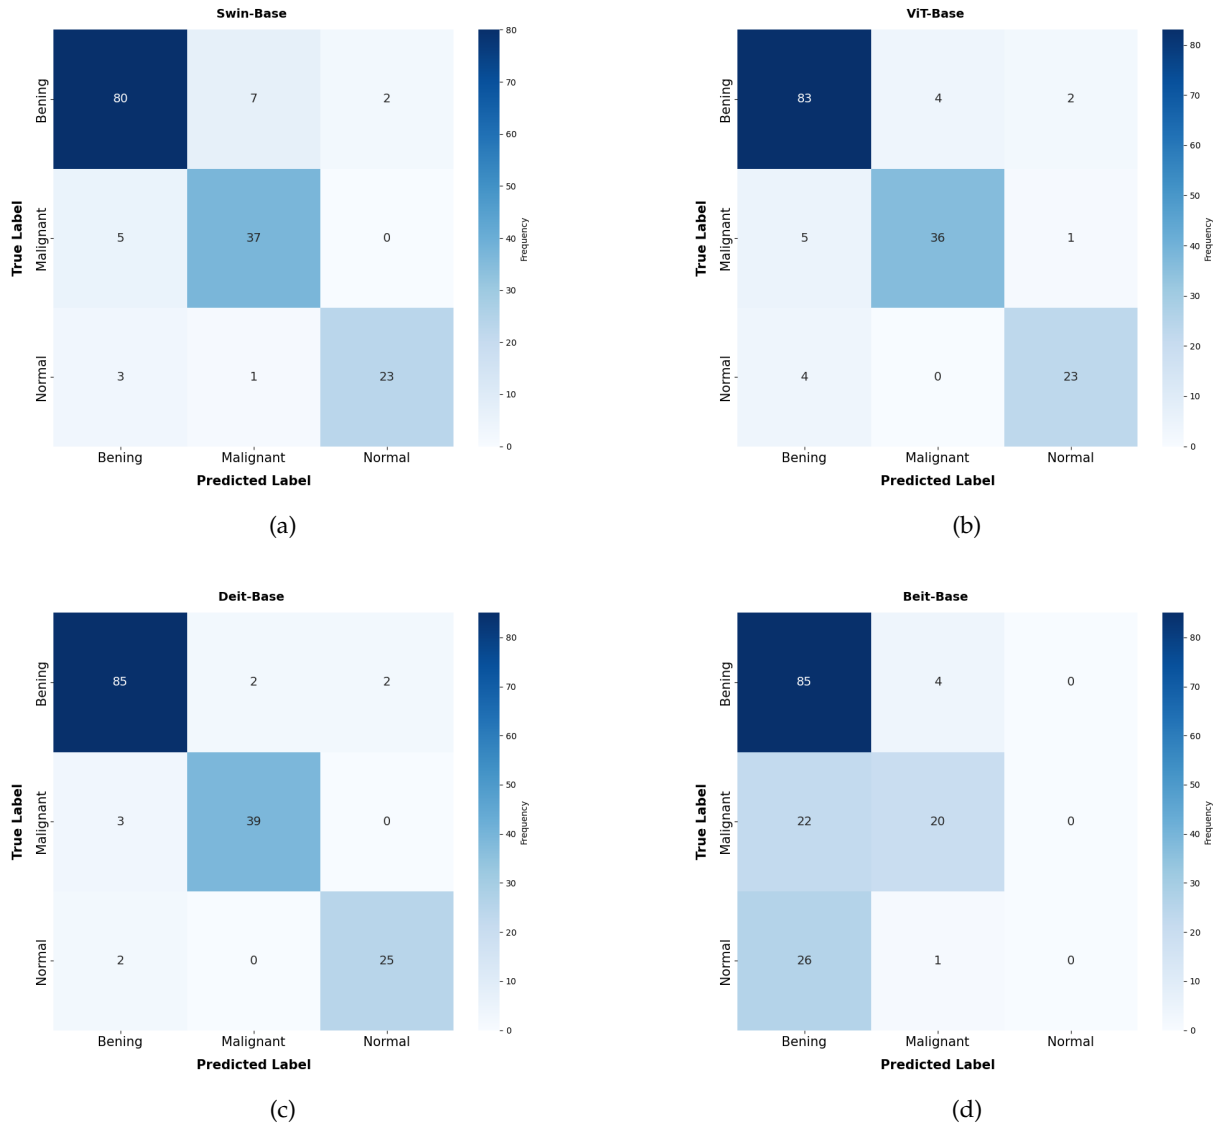 Swin-Base
80 7 2
5 37 0
3 1 23
Bening
Malignant
Normal
True Label
Bening Malignant Normal
Predicted Label
80
70
60
50
40
30
20
10
0
Frequency
(a)
ViT-Base
83 4 2
5 36 1
4 0 23
Bening
Malignant
Normal
True Label
Bening Malignant Normal
Predicted Label
80
70
60
50
40
30
20
10
0
Frequency
(b)
Deit-Base
85 2 2
3 39 0
2 0 25
Bening
Malignant
Normal
True Label
Bening Malignant Normal
Predicted Label
80
70
60
50
40
30
20
10
0
Frequency
(c)
Beit-Base
85 4 0
22 20 0
26 1 0
Bening
Malignant
Normal
True Label
Bening Malignant Normal
Predicted Label
80
70
60
50
40
30
20
10
0
Frequency
(d)